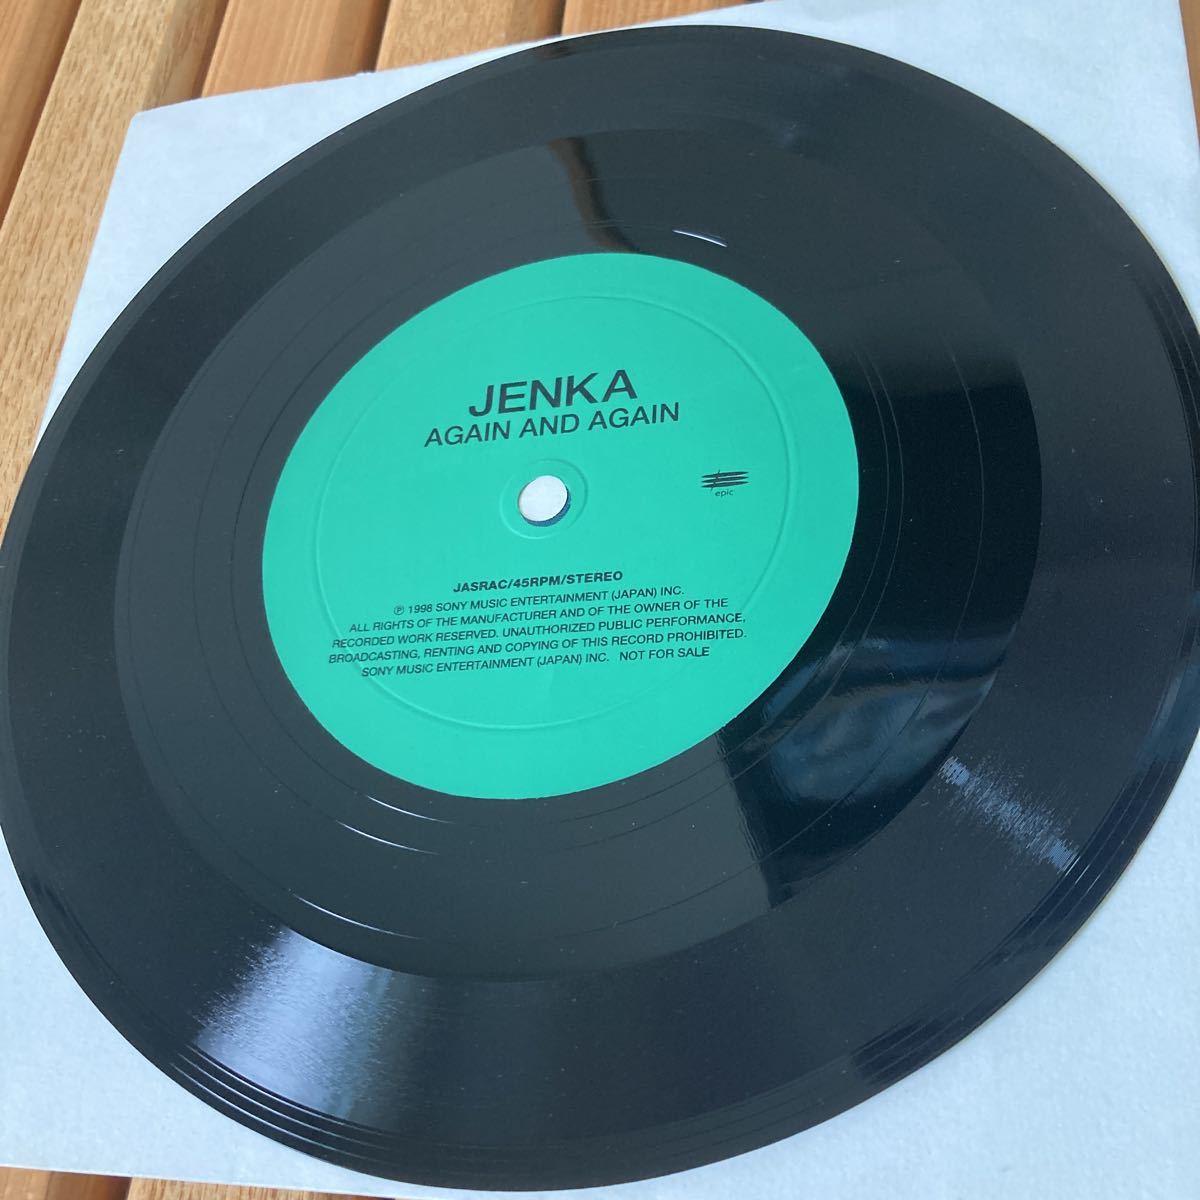 JENKA
AGAIN AND AGAIN
epic
JASRAC/45RPM/STEREO
℗ 1998 SONY MUSIC ENTERTAINMENT (JAPAN) INC.
ALL RIGHTS OF THE MANUFACTURER AND OF THE OWNER OF THE
RECORDED WORK RESERVED. UNAUTHORIZED PUBLIC PERFORMANCE,
BROADCASTING, RENTING AND COPYING OF THIS RECORD PROHIBITED.
SONY MUSIC ENTERTAINMENT (JAPAN) INC. NOT FOR SALE